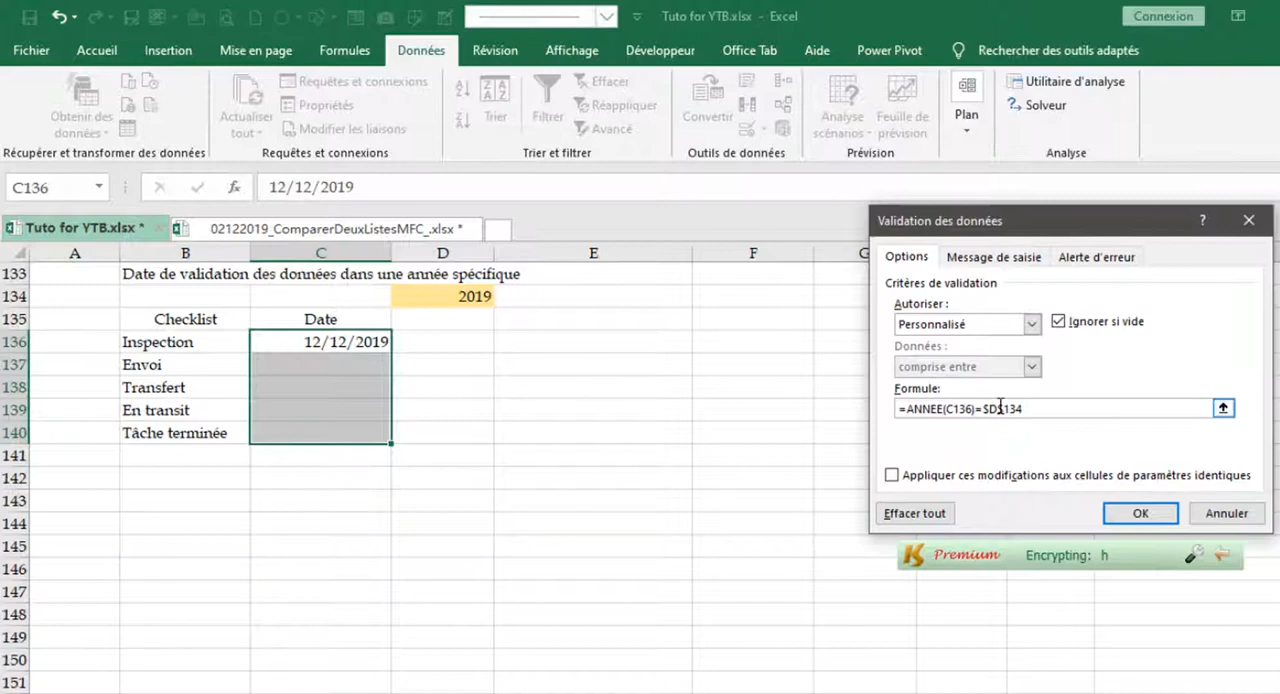 Tuto for YTB.xlsx - Excel
Connexion
Fichier Accueil Insertion Mise en page Formules Données Révision Affichage Développeur Office Tab Aide Power Pivot Rechercher des outils adaptés
Obtenir des données
Requêtes et connexions
Propriétés
Modifier les liaisons
Actualiser tout
Trier
Filtrer
Effacer
Réappliquer
Avancé
Convertir
Analyse scénarios
Feuille de prévision
Plan
Utilitaire d'analyse
Solveur
Récupérer et transformer des données Requêtes et connexions Trier et filtrer Outils de données Prévision Analyse
C136 fx 12/12/2019
Tuto for YTB.xlsx * 02122019_ComparerDeuxListesMFC_.xlsx *
A B C D E F G
133 Date de validation des données dans une année spécifique
134 2019
135 Checklist Date
136 Inspection 12/12/2019
137 Envoi
138 Transfert
139 En transit
140 Tâche terminée
141
142
143
144
145
146
147
148
149
150
151
Validation des données ?
Options Message de saisie Alerte d'erreur
Critères de validation
Autoriser :
Personnalisé Ignorer si vide
Données :
comprise entre
Formule:
=ANNEE(C136)=$D$134
Appliquer ces modifications aux cellules de paramètres identiques
Effacer tout OK Annuler
Premium Encrypting: h